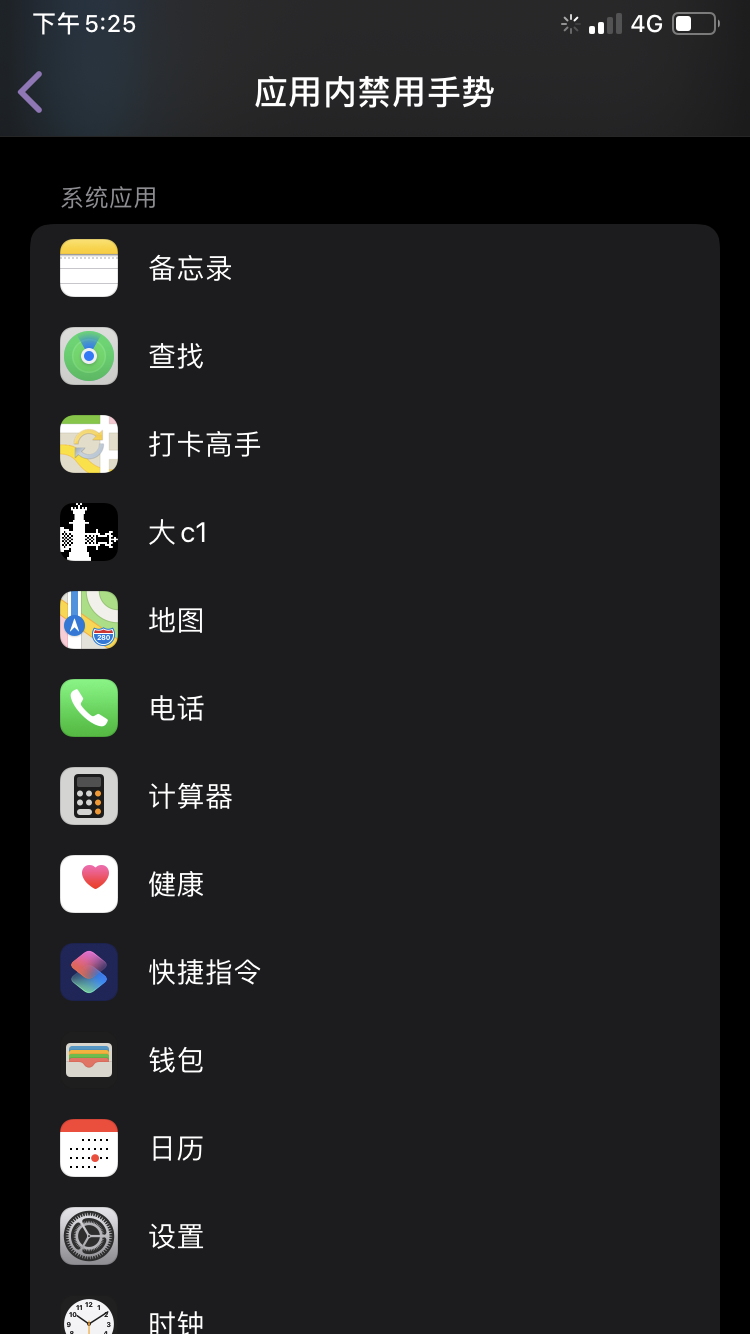 下午5:25
4G
应用内禁用手势
系统应用
备忘录
查找
打卡高手
大c1
地图
280
电话
计算器
健康
快捷指令
钱包
日历
设置
时钟